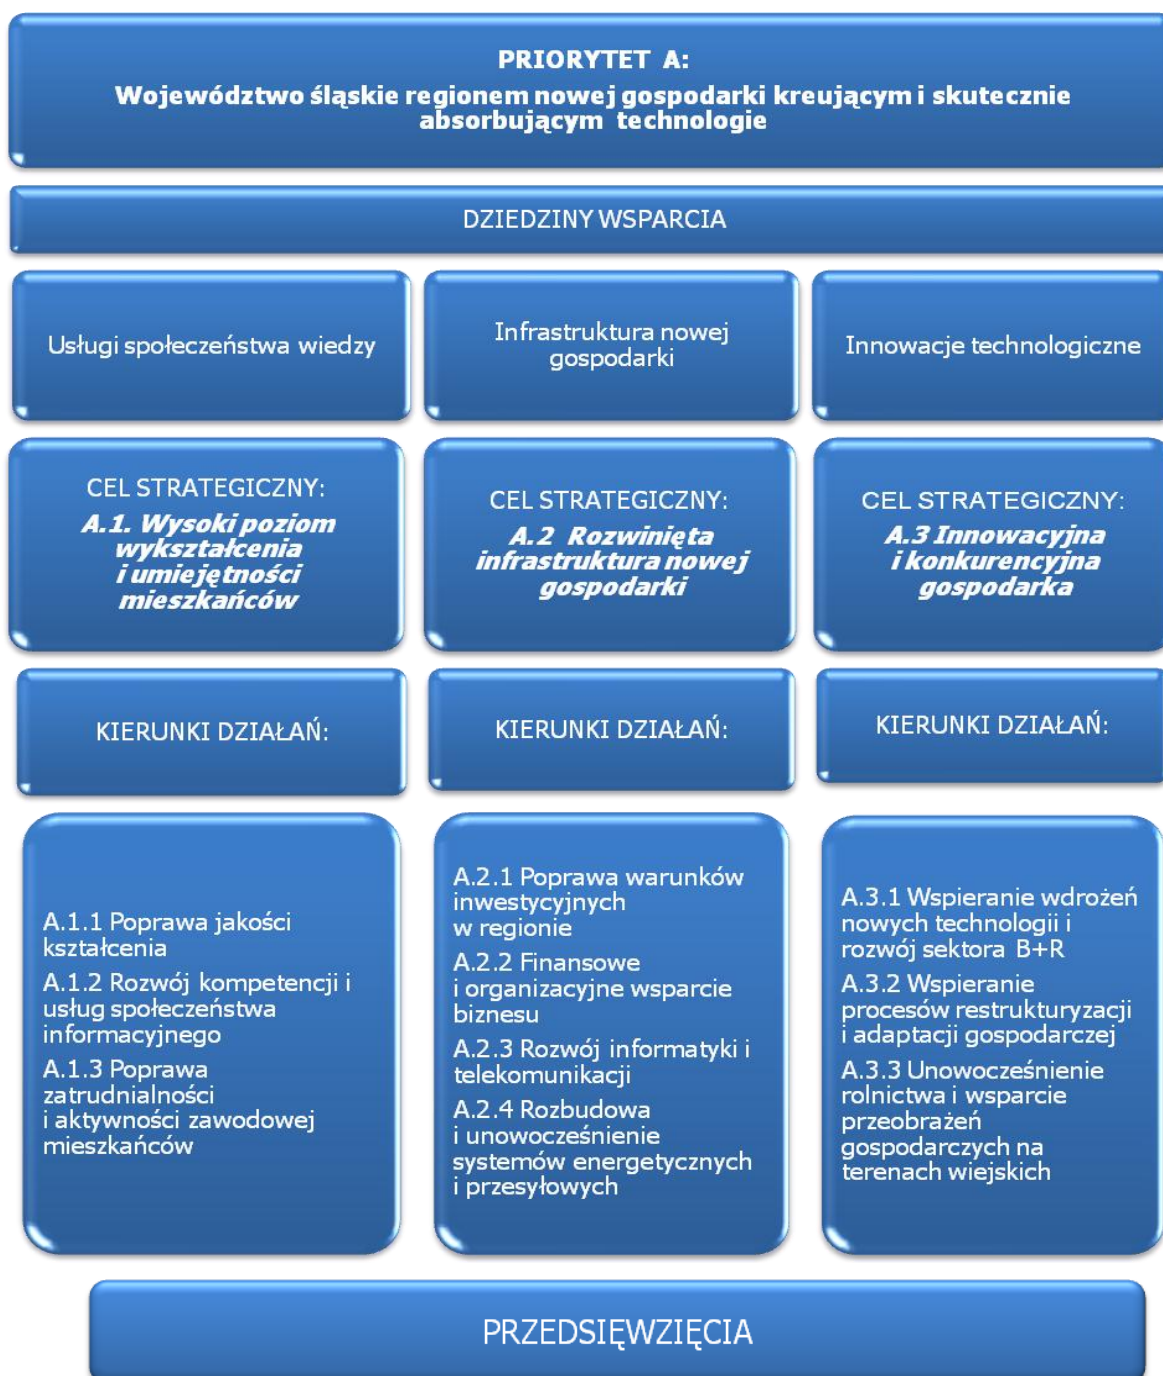 PRIORYTET A:
Województwo śląskie regionem nowej gospodarki kreującym i skutecznie
absorbującym technologie
DZIEDZINY WSPARCIA
Usługi społeczeństwa wiedzy
Infrastruktura nowej
gospodarki
Innowacje technologiczne
CEL STRATEGICZNY:
A.1. Wysoki poziom
wykształcenia
i umiejętności
mieszkańców
CEL STRATEGICZNY:
A.2 Rozwinięta
infrastruktura nowej
gospodarki
CEL STRATEGICZNY:
A.3 Innowacyjna
i konkurencyjna
gospodarka
KIERUNKI DZIAŁAŃ:
KIERUNKI DZIAŁAŃ:
KIERUNKI DZIAŁAŃ:
A.1.1 Poprawa jakości
kształcenia
A.1.2 Rozwój kompetencji i
usług społeczeństwa
informacyjnego
A.1.3 Poprawa
zatrudnialności
i aktywności zawodowej
mieszkańców
A.2.1 Poprawa warunków
inwestycyjnych
w regionie
A.2.2 Finansowe
i organizacyjne wsparcie
biznesu
A.2.3 Rozwój informatyki i
telekomunikacji
A.2.4 Rozbudowa
i unowocześnienie
systemów energetycznych
i przesyłowych
A.3.1 Wspieranie wdrożeń
nowych technologii i
rozwój sektora B+R
A.3.2 Wspieranie
procesów restrukturyzacji
i adaptacji gospodarczej
A.3.3 Unowocześnienie
rolnictwa i wsparcie
przeobrażeń
gospodarczych na
terenach wiejskich
PRZEDSIĘWZIĘCIA